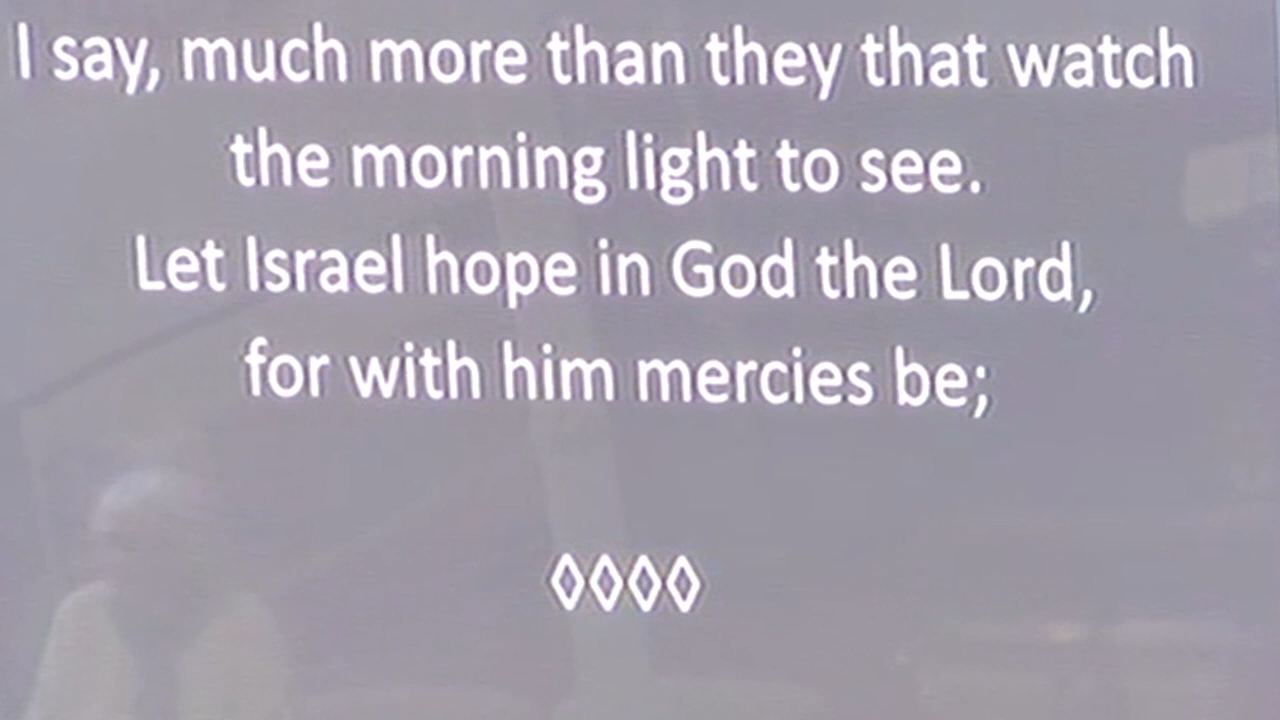 I say, much more than they that watch
the morning light to see.
Let Israel hope in God the Lord,
for with him mercies be;
◊◊◊◊